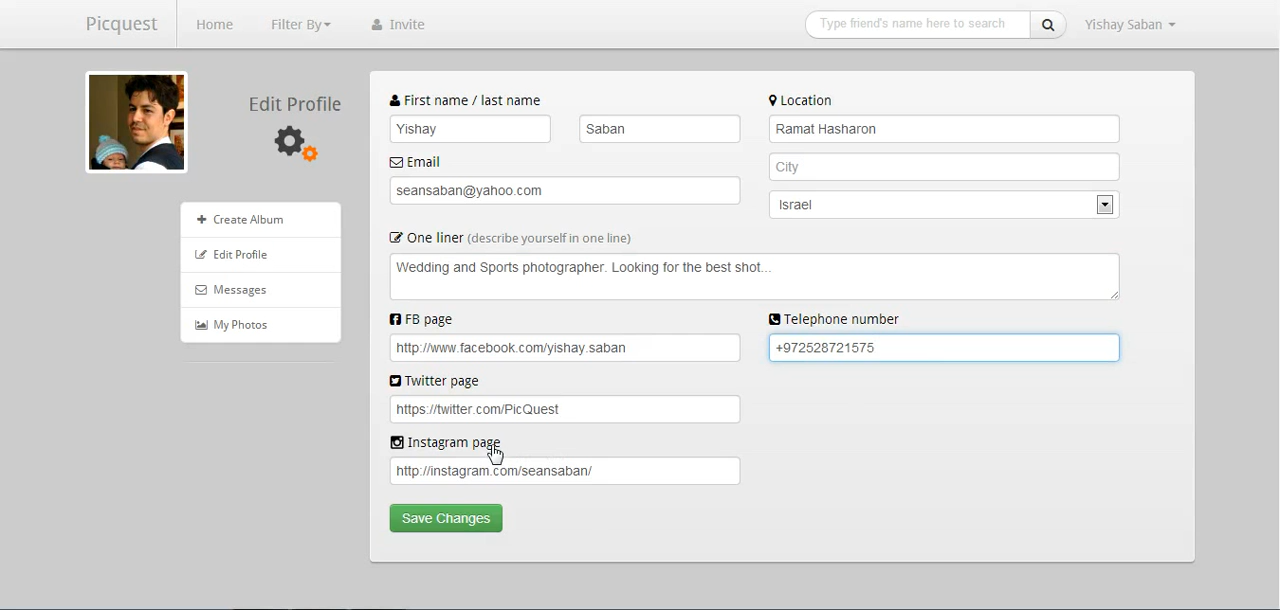 Picquest Home Filter By Invite Type friend's name here to search Yishay Saban
Edit Profile
Create Album
Edit Profile
Messages
My Photos
First name / last name
Yishay Saban
Email
seansaban@yahoo.com
Location
Ramat Hasharon
City
Israel
One liner (describe yourself in one line)
Wedding and Sports photographer. Looking for the best shot...
FB page
http://www.facebook.com/yishay.saban
Telephone number
+972528721575
Twitter page
https://twitter.com/PicQuest
Instagram page
http://instagram.com/seansaban/
Save Changes